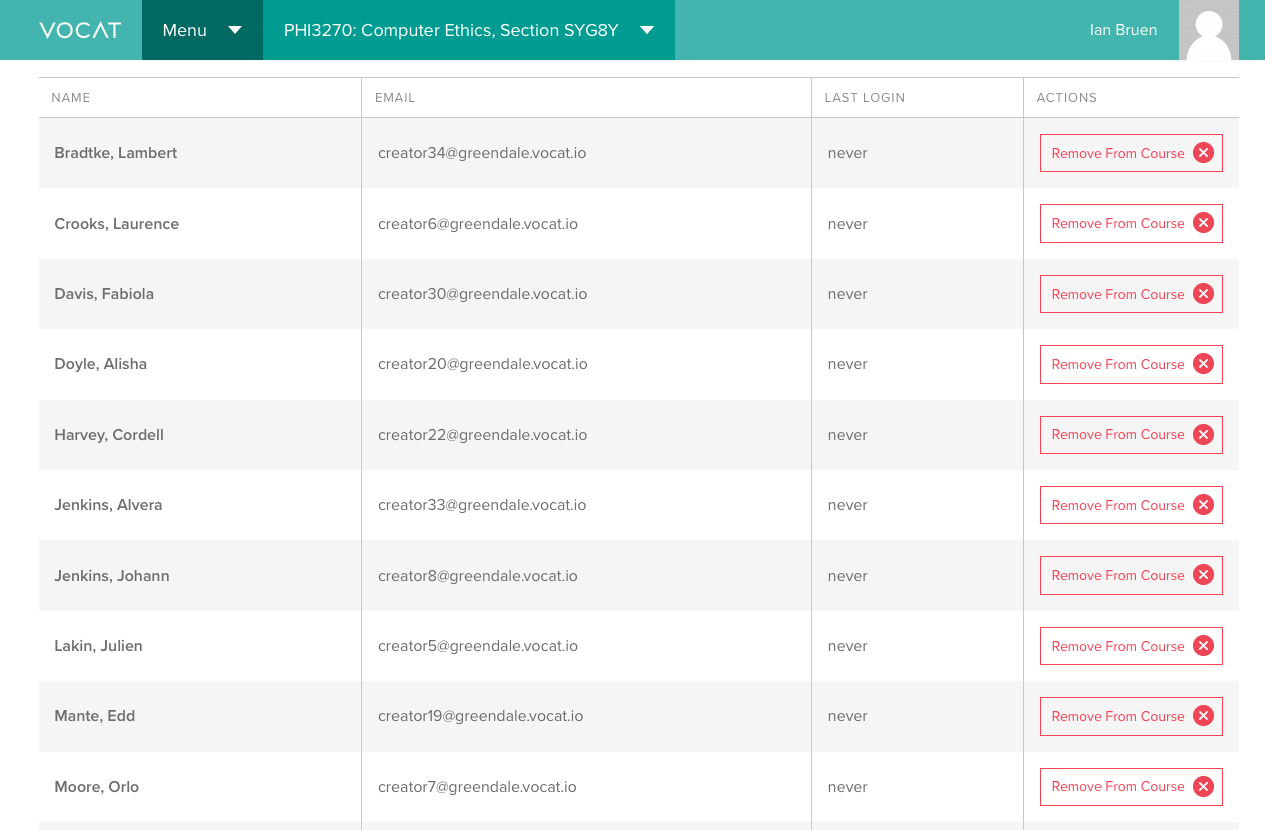 VOCAT Menu PHI3270: Computer Ethics, Section SYG8Y Ian Bruen
NAME EMAIL LAST LOGIN ACTIONS
Bradtke, Lambert creator34@greendale.vocat.io never Remove From Course
Crooks, Laurence creator6@greendale.vocat.io never Remove From Course
Davis, Fabiola creator30@greendale.vocat.io never Remove From Course
Doyle, Alisha creator20@greendale.vocat.io never Remove From Course
Harvey, Cordell creator22@greendale.vocat.io never Remove From Course
Jenkins, Alvera creator33@greendale.vocat.io never Remove From Course
Jenkins, Johann creator8@greendale.vocat.io never Remove From Course
Lakin, Julien creator5@greendale.vocat.io never Remove From Course
Mante, Edd creator19@greendale.vocat.io never Remove From Course
Moore, Orlo creator7@greendale.vocat.io never Remove From Course